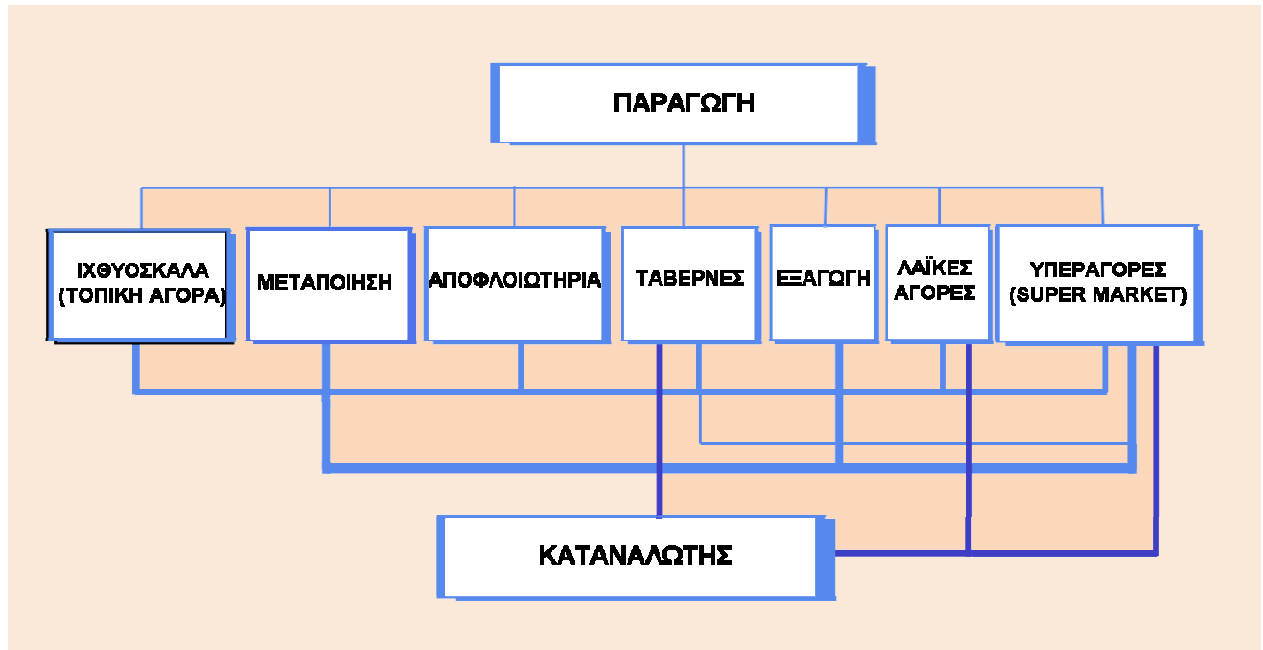 ΠΑΡΑΓΩΓΗ
ΙΧΘΥΟΣΚΑΛΑ
(ΤΟΠΙΚΗ ΑΓΟΡΑ)
ΜΕΤΑΠΟΙΗΣΗ
ΑΠΟΦΛΟΙΩΤΗΡΙΑ
ΤΑΒΕΡΝΕΣ
ΕΞΑΓΩΓΗ
ΛΑΪΚΕΣ
ΑΓΟΡΕΣ
ΥΠΕΡΑΓΟΡΕΣ
(SUPER MARKET)
ΚΑΤΑΝΑΛΩΤΗΣ